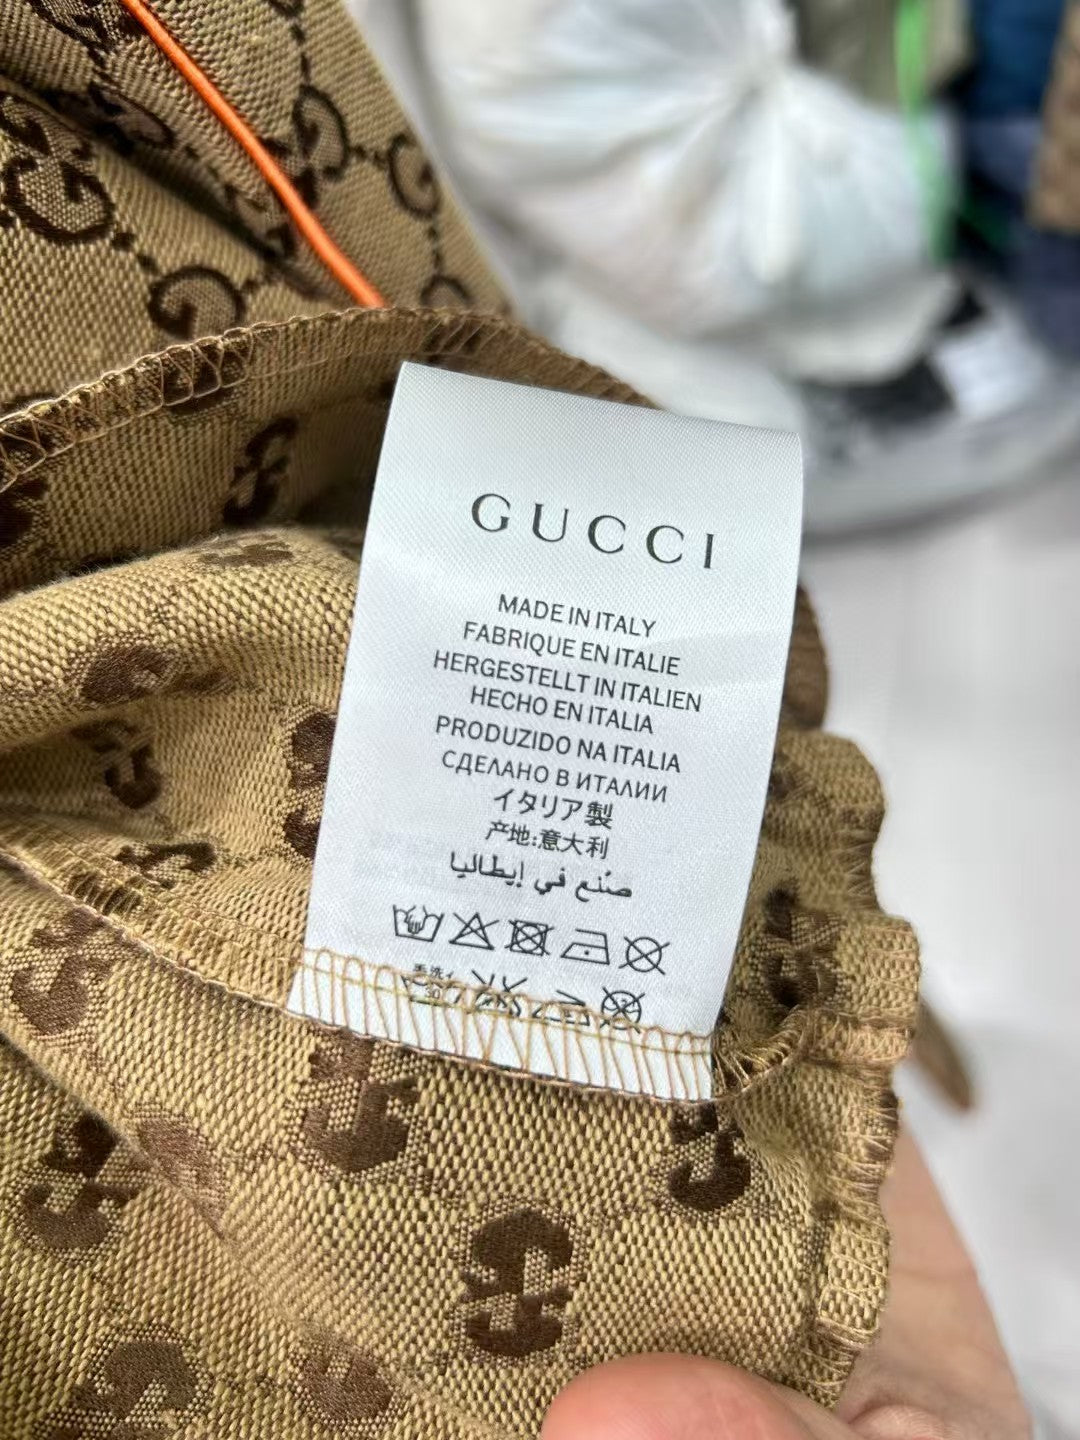 GUCCI
MADE IN ITALY
FABRIQUE EN ITALIE
HERGESTELLT IN ITALIEN
HECHO EN ITALIA
PRODUZIDO NA ITALIA
СДЕЛАНО В ИТАЛИИ
イタリア製
产地:意大利
صُنع في إيطاليا